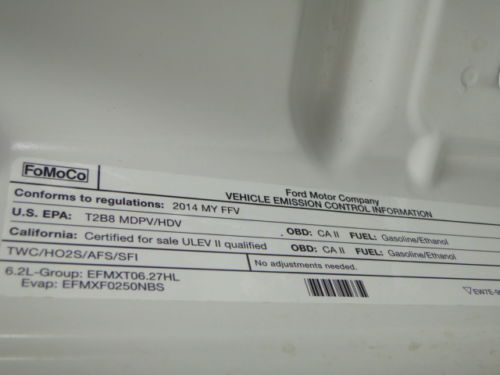 FoMoCo
Ford Motor Company
VEHICLE EMISSION CONTROL INFORMATION
Conforms to regulations: 2014 MY FFV
U.S. EPA: T2B8 MDPV/HDV . OBD: CA II FUEL: Gasoline/Ethanol
California: Certified for sale ULEV II qualified OBD: CA II FUEL: Gasoline/Ethanol
TWC/HO2S/AFS/SFI No adjustments needed.
6.2L-Group: EFMXT06.27HL
Evap: EFMXF0250NBS